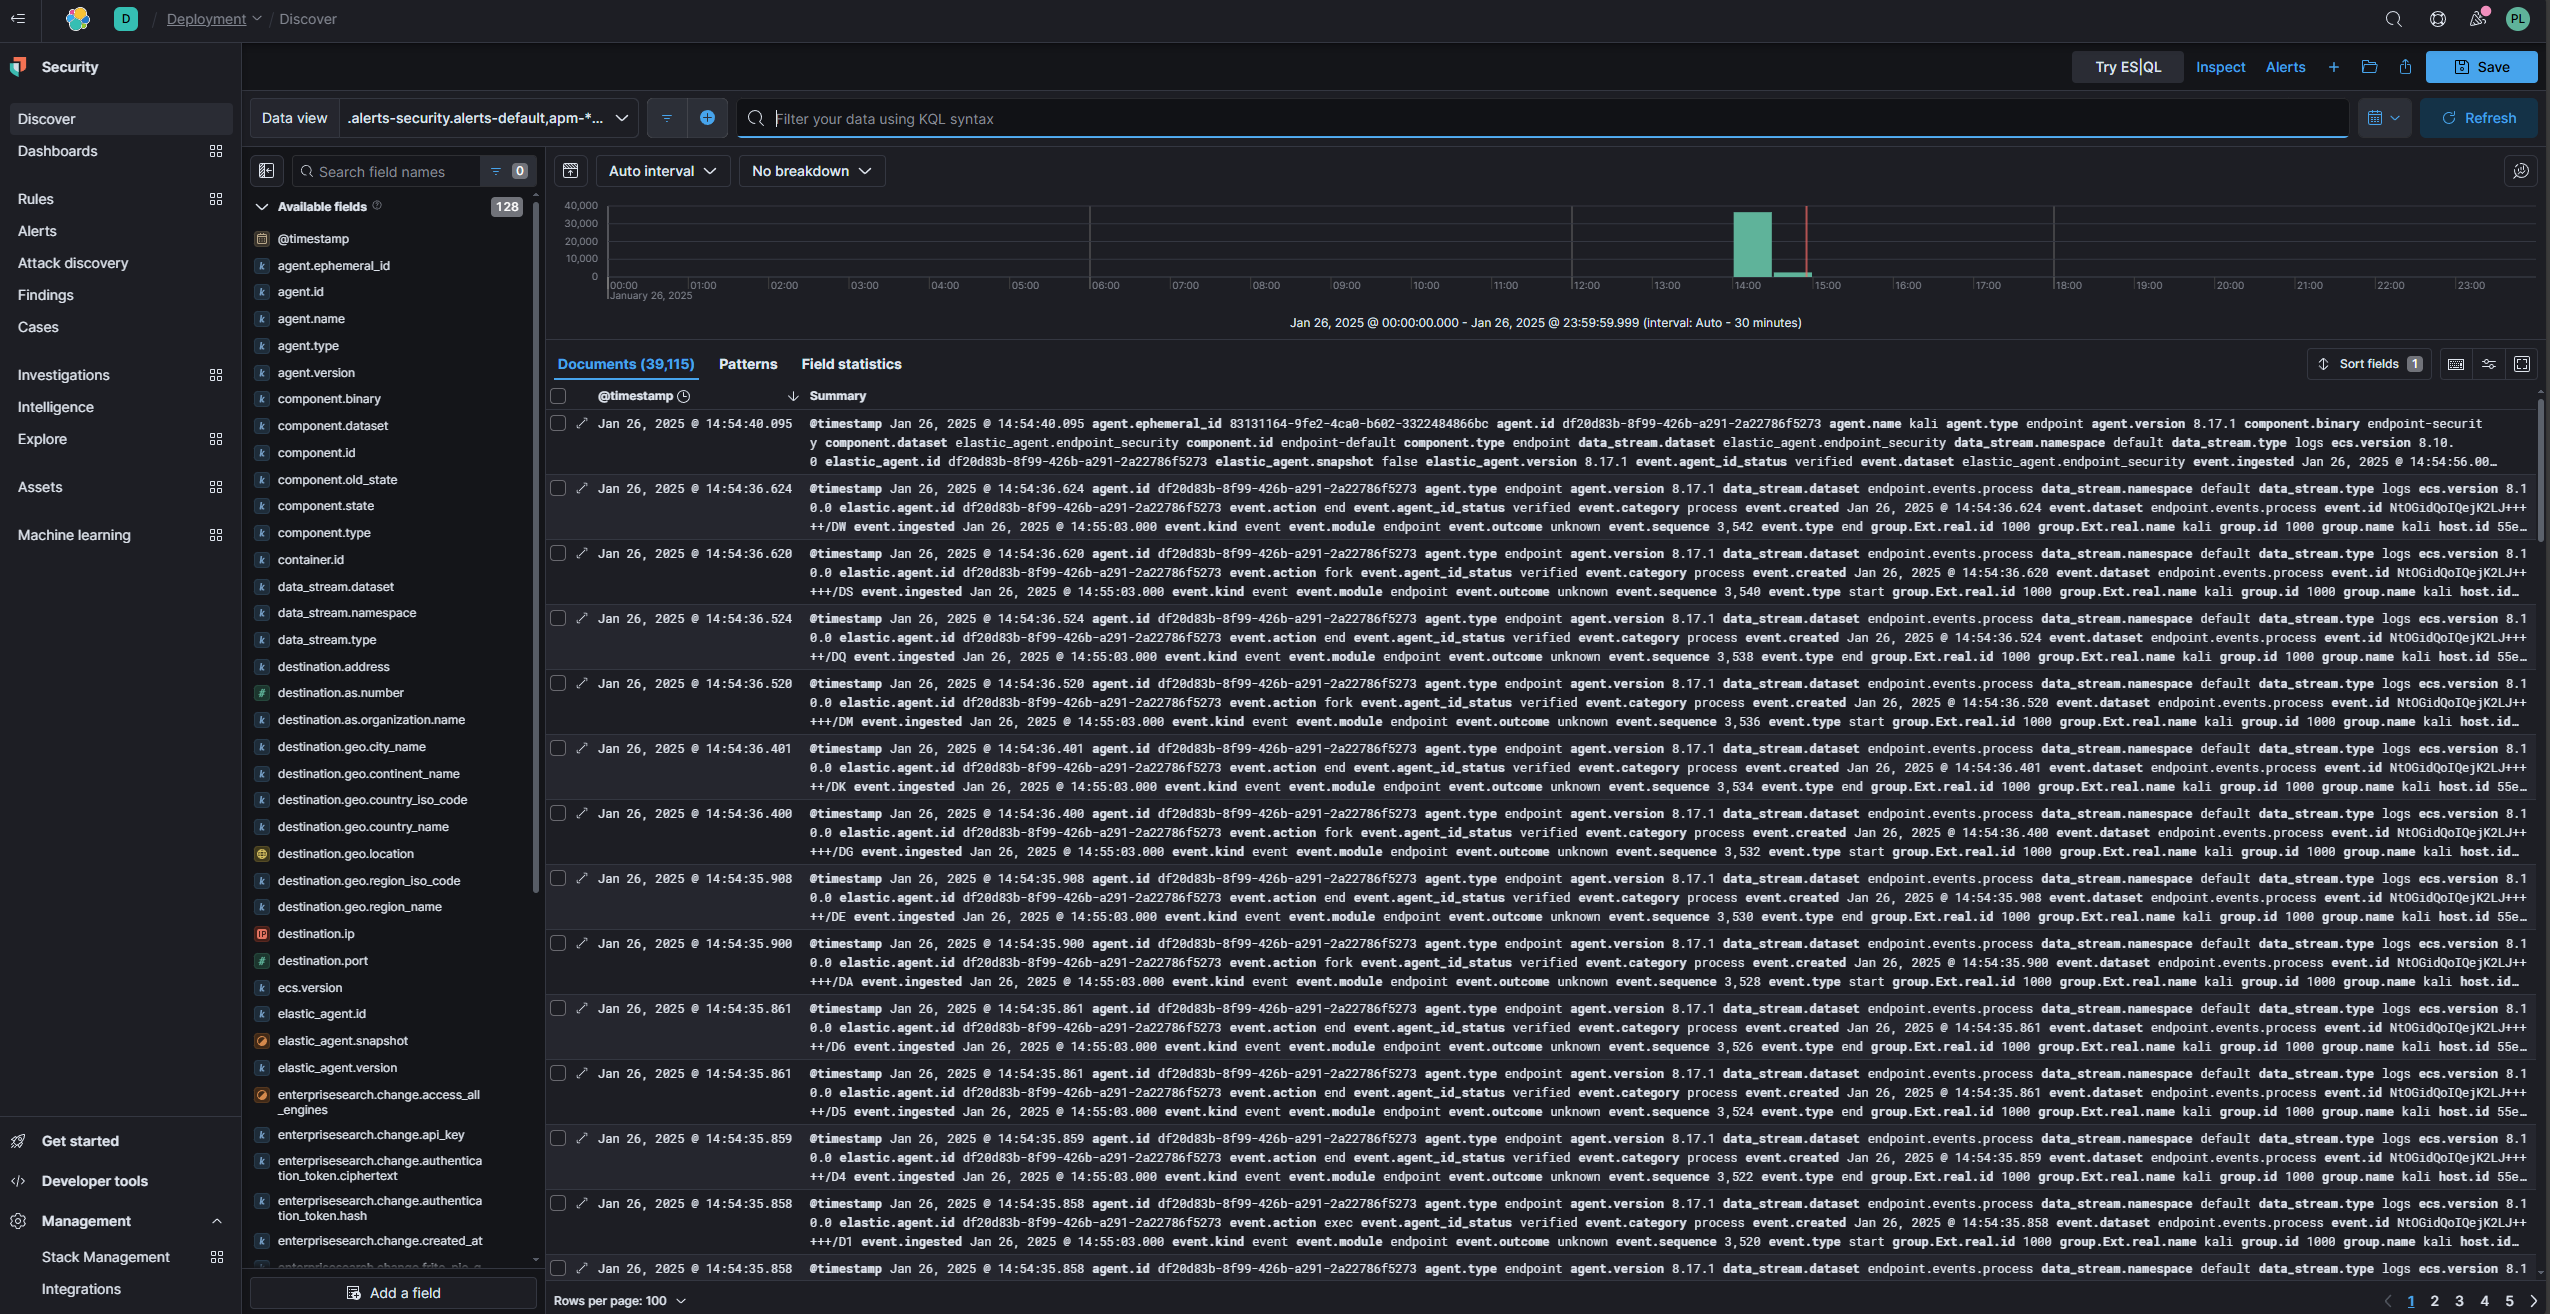 D / Deployment / Discover
PL
Security
Try ES|QL Inspect Alerts + Save
Discover
Dashboards
Rules
Alerts
Attack discovery
Findings
Cases
Investigations
Intelligence
Explore
Assets
Machine learning
Get started
Developer tools
Management
Stack Management
Integrations
Data view .alerts-security.alerts-default,apm-*... Filter your data using KQL syntax Refresh
Search field names 0
Available fields 128
@timestamp
agent.ephemeral_id
agent.id
agent.name
agent.type
agent.version
component.binary
component.dataset
component.id
component.old_state
component.state
component.type
container.id
data_stream.dataset
data_stream.namespace
data_stream.type
destination.address
destination.as.number
destination.as.organization.name
destination.geo.city_name
destination.geo.continent_name
destination.geo.country_iso_code
destination.geo.country_name
destination.geo.location
destination.geo.region_iso_code
destination.geo.region_name
destination.ip
destination.port
ecs.version
elastic_agent.id
elastic_agent.snapshot
elastic_agent.version
enterprisesearch.change.access_all
_engines
enterprisesearch.change.api_key
enterprisesearch.change.authentica
tion_token.ciphertext
enterprisesearch.change.authentica
tion_token.hash
enterprisesearch.change.created_at
Add a field
Auto interval No breakdown
40,000
30,000
20,000
10,000
0
00:00 01:00 02:00 03:00 04:00 05:00 06:00 07:00 08:00 09:00 10:00 11:00 12:00 13:00 14:00 15:00 16:00 17:00 18:00 19:00 20:00 21:00 22:00 23:00
January 26, 2025
Jan 26, 2025 @ 00:00:00.000 - Jan 26, 2025 @ 23:59:59.999 (interval: Auto - 30 minutes)
Documents (39,115) Patterns Field statistics Sort fields 1
@timestamp Summary
Jan 26, 2025 @ 14:54:40.095 @timestamp Jan 26, 2025 @ 14:54:40.095 agent.ephemeral_id 83131164-9fe2-4ca0-b602-3322484866bc agent.id df20d83b-8f99-426b-a291-2a22786f5273 agent.name kali agent.type endpoint agent.version 8.17.1 component.binary endpoint-securit
y component.dataset elastic_agent.endpoint_security component.id endpoint-default component.type endpoint data_stream.dataset elastic_agent.endpoint_security data_stream.namespace default data_stream.type logs ecs.version 8.10.
0 elastic_agent.id df20d83b-8f99-426b-a291-2a22786f5273 elastic_agent.snapshot false elastic_agent.version 8.17.1 event.agent_id_status verified event.dataset elastic_agent.endpoint_security event.ingested Jan 26, 2025 @ 14:54:56.00…
Jan 26, 2025 @ 14:54:36.624 @timestamp Jan 26, 2025 @ 14:54:36.624 agent.id df20d83b-8f99-426b-a291-2a22786f5273 agent.type endpoint agent.version 8.17.1 data_stream.dataset endpoint.events.process data_stream.namespace default data_stream.type logs ecs.version 8.1
0.0 elastic.agent.id df20d83b-8f99-426b-a291-2a22786f5273 event.action end event.agent_id_status verified event.category process event.created Jan 26, 2025 @ 14:54:36.624 event.dataset endpoint.events.process event.id NtOGidQoIQejK2LJ+++
++/DW event.ingested Jan 26, 2025 @ 14:55:03.000 event.kind event event.module endpoint event.outcome unknown event.sequence 3,542 event.type end group.Ext.real.id 1000 group.Ext.real.name kali group.id 1000 group.name kali host.id 55e…
Jan 26, 2025 @ 14:54:36.620 @timestamp Jan 26, 2025 @ 14:54:36.620 agent.id df20d83b-8f99-426b-a291-2a22786f5273 agent.type endpoint agent.version 8.17.1 data_stream.dataset endpoint.events.process data_stream.namespace default data_stream.type logs ecs.version 8.1
0.0 elastic.agent.id df20d83b-8f99-426b-a291-2a22786f5273 event.action fork event.agent_id_status verified event.category process event.created Jan 26, 2025 @ 14:54:36.620 event.dataset endpoint.events.process event.id NtOGidQoIQejK2LJ++
+++/DS event.ingested Jan 26, 2025 @ 14:55:03.000 event.kind event event.module endpoint event.outcome unknown event.sequence 3,540 event.type start group.Ext.real.id 1000 group.Ext.real.name kali group.id 1000 group.name kali host.id…
Jan 26, 2025 @ 14:54:36.524 @timestamp Jan 26, 2025 @ 14:54:36.524 agent.id df20d83b-8f99-426b-a291-2a22786f5273 agent.type endpoint agent.version 8.17.1 data_stream.dataset endpoint.events.process data_stream.namespace default data_stream.type logs ecs.version 8.1
0.0 elastic.agent.id df20d83b-8f99-426b-a291-2a22786f5273 event.action end event.agent_id_status verified event.category process event.created Jan 26, 2025 @ 14:54:36.524 event.dataset endpoint.events.process event.id NtOGidQoIQejK2LJ+++
++/DQ event.ingested Jan 26, 2025 @ 14:55:03.000 event.kind event event.module endpoint event.outcome unknown event.sequence 3,538 event.type end group.Ext.real.id 1000 group.Ext.real.name kali group.id 1000 group.name kali host.id 55e…
Jan 26, 2025 @ 14:54:36.520 @timestamp Jan 26, 2025 @ 14:54:36.520 agent.id df20d83b-8f99-426b-a291-2a22786f5273 agent.type endpoint agent.version 8.17.1 data_stream.dataset endpoint.events.process data_stream.namespace default data_stream.type logs ecs.version 8.1
0.0 elastic.agent.id df20d83b-8f99-426b-a291-2a22786f5273 event.action fork event.agent_id_status verified event.category process event.created Jan 26, 2025 @ 14:54:36.520 event.dataset endpoint.events.process event.id NtOGidQoIQejK2LJ++
+++/DM event.ingested Jan 26, 2025 @ 14:55:03.000 event.kind event event.module endpoint event.outcome unknown event.sequence 3,536 event.type start group.Ext.real.id 1000 group.Ext.real.name kali group.id 1000 group.name kali host.id…
Jan 26, 2025 @ 14:54:36.401 @timestamp Jan 26, 2025 @ 14:54:36.401 agent.id df20d83b-8f99-426b-a291-2a22786f5273 agent.type endpoint agent.version 8.17.1 data_stream.dataset endpoint.events.process data_stream.namespace default data_stream.type logs ecs.version 8.1
0.0 elastic.agent.id df20d83b-8f99-426b-a291-2a22786f5273 event.action end event.agent_id_status verified event.category process event.created Jan 26, 2025 @ 14:54:36.401 event.dataset endpoint.events.process event.id NtOGidQoIQejK2LJ+++
++/DK event.ingested Jan 26, 2025 @ 14:55:03.000 event.kind event event.module endpoint event.outcome unknown event.sequence 3,534 event.type end group.Ext.real.id 1000 group.Ext.real.name kali group.id 1000 group.name kali host.id 55e…
Jan 26, 2025 @ 14:54:36.400 @timestamp Jan 26, 2025 @ 14:54:36.400 agent.id df20d83b-8f99-426b-a291-2a22786f5273 agent.type endpoint agent.version 8.17.1 data_stream.dataset endpoint.events.process data_stream.namespace default data_stream.type logs ecs.version 8.1
0.0 elastic.agent.id df20d83b-8f99-426b-a291-2a22786f5273 event.action fork event.agent_id_status verified event.category process event.created Jan 26, 2025 @ 14:54:36.400 event.dataset endpoint.events.process event.id NtOGidQoIQejK2LJ++
+++/DG event.ingested Jan 26, 2025 @ 14:55:03.000 event.kind event event.module endpoint event.outcome unknown event.sequence 3,532 event.type start group.Ext.real.id 1000 group.Ext.real.name kali group.id 1000 group.name kali host.id…
Jan 26, 2025 @ 14:54:35.908 @timestamp Jan 26, 2025 @ 14:54:35.908 agent.id df20d83b-8f99-426b-a291-2a22786f5273 agent.type endpoint agent.version 8.17.1 data_stream.dataset endpoint.events.process data_stream.namespace default data_stream.type logs ecs.version 8.1
0.0 elastic.agent.id df20d83b-8f99-426b-a291-2a22786f5273 event.action end event.agent_id_status verified event.category process event.created Jan 26, 2025 @ 14:54:35.908 event.dataset endpoint.events.process event.id NtOGidQoIQejK2LJ+++
++/DE event.ingested Jan 26, 2025 @ 14:55:03.000 event.kind event event.module endpoint event.outcome unknown event.sequence 3,530 event.type end group.Ext.real.id 1000 group.Ext.real.name kali group.id 1000 group.name kali host.id 55e…
Jan 26, 2025 @ 14:54:35.900 @timestamp Jan 26, 2025 @ 14:54:35.900 agent.id df20d83b-8f99-426b-a291-2a22786f5273 agent.type endpoint agent.version 8.17.1 data_stream.dataset endpoint.events.process data_stream.namespace default data_stream.type logs ecs.version 8.1
0.0 elastic.agent.id df20d83b-8f99-426b-a291-2a22786f5273 event.action fork event.agent_id_status verified event.category process event.created Jan 26, 2025 @ 14:54:35.900 event.dataset endpoint.events.process event.id NtOGidQoIQejK2LJ++
+++/DA event.ingested Jan 26, 2025 @ 14:55:03.000 event.kind event event.module endpoint event.outcome unknown event.sequence 3,528 event.type start group.Ext.real.id 1000 group.Ext.real.name kali group.id 1000 group.name kali host.id…
Jan 26, 2025 @ 14:54:35.861 @timestamp Jan 26, 2025 @ 14:54:35.861 agent.id df20d83b-8f99-426b-a291-2a22786f5273 agent.type endpoint agent.version 8.17.1 data_stream.dataset endpoint.events.process data_stream.namespace default data_stream.type logs ecs.version 8.1
0.0 elastic.agent.id df20d83b-8f99-426b-a291-2a22786f5273 event.action end event.agent_id_status verified event.category process event.created Jan 26, 2025 @ 14:54:35.861 event.dataset endpoint.events.process event.id NtOGidQoIQejK2LJ+++
++/D6 event.ingested Jan 26, 2025 @ 14:55:03.000 event.kind event event.module endpoint event.outcome unknown event.sequence 3,526 event.type end group.Ext.real.id 1000 group.Ext.real.name kali group.id 1000 group.name kali host.id 55e…
Jan 26, 2025 @ 14:54:35.861 @timestamp Jan 26, 2025 @ 14:54:35.861 agent.id df20d83b-8f99-426b-a291-2a22786f5273 agent.type endpoint agent.version 8.17.1 data_stream.dataset endpoint.events.process data_stream.namespace default data_stream.type logs ecs.version 8.1
0.0 elastic.agent.id df20d83b-8f99-426b-a291-2a22786f5273 event.action end event.agent_id_status verified event.category process event.created Jan 26, 2025 @ 14:54:35.861 event.dataset endpoint.events.process event.id NtOGidQoIQejK2LJ+++
++/D5 event.ingested Jan 26, 2025 @ 14:55:03.000 event.kind event event.module endpoint event.outcome unknown event.sequence 3,524 event.type end group.Ext.real.id 1000 group.Ext.real.name kali group.id 1000 group.name kali host.id 55e…
Jan 26, 2025 @ 14:54:35.859 @timestamp Jan 26, 2025 @ 14:54:35.859 agent.id df20d83b-8f99-426b-a291-2a22786f5273 agent.type endpoint agent.version 8.17.1 data_stream.dataset endpoint.events.process data_stream.namespace default data_stream.type logs ecs.version 8.1
0.0 elastic.agent.id df20d83b-8f99-426b-a291-2a22786f5273 event.action end event.agent_id_status verified event.category process event.created Jan 26, 2025 @ 14:54:35.859 event.dataset endpoint.events.process event.id NtOGidQoIQejK2LJ+++
++/D4 event.ingested Jan 26, 2025 @ 14:55:03.000 event.kind event event.module endpoint event.outcome unknown event.sequence 3,522 event.type end group.Ext.real.id 1000 group.Ext.real.name kali group.id 1000 group.name kali host.id 55e…
Jan 26, 2025 @ 14:54:35.858 @timestamp Jan 26, 2025 @ 14:54:35.858 agent.id df20d83b-8f99-426b-a291-2a22786f5273 agent.type endpoint agent.version 8.17.1 data_stream.dataset endpoint.events.process data_stream.namespace default data_stream.type logs ecs.version 8.1
0.0 elastic.agent.id df20d83b-8f99-426b-a291-2a22786f5273 event.action exec event.agent_id_status verified event.category process event.created Jan 26, 2025 @ 14:54:35.858 event.dataset endpoint.events.process event.id NtOGidQoIQejK2LJ++
+++/D1 event.ingested Jan 26, 2025 @ 14:55:03.000 event.kind event event.module endpoint event.outcome unknown event.sequence 3,520 event.type start group.Ext.real.id 1000 group.Ext.real.name kali group.id 1000 group.name kali host.id…
Jan 26, 2025 @ 14:54:35.858 @timestamp Jan 26, 2025 @ 14:54:35.858 agent.id df20d83b-8f99-426b-a291-2a22786f5273 agent.type endpoint agent.version 8.17.1 data_stream.dataset endpoint.events.process data_stream.namespace default data_stream.type logs ecs.version 8.1
Rows per page: 100 1 2 3 4 5